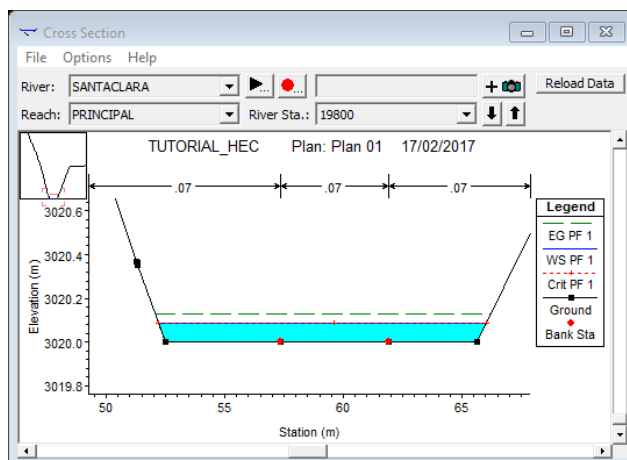 Cross Section
File Options Help
River: SANTACLARA ... ... + Reload Data
Reach: PRINCIPAL River Sta.: 19800
TUTORIAL_HEC Plan: Plan 01 17/02/2017
.07 .07 .07
Legend
EG PF 1
WS PF 1
Crit PF 1
Ground
Bank Sta
Elevation (m)
3020.6
3020.4
3020.2
3020.0
3019.8
50 55 60 65
Station (m)